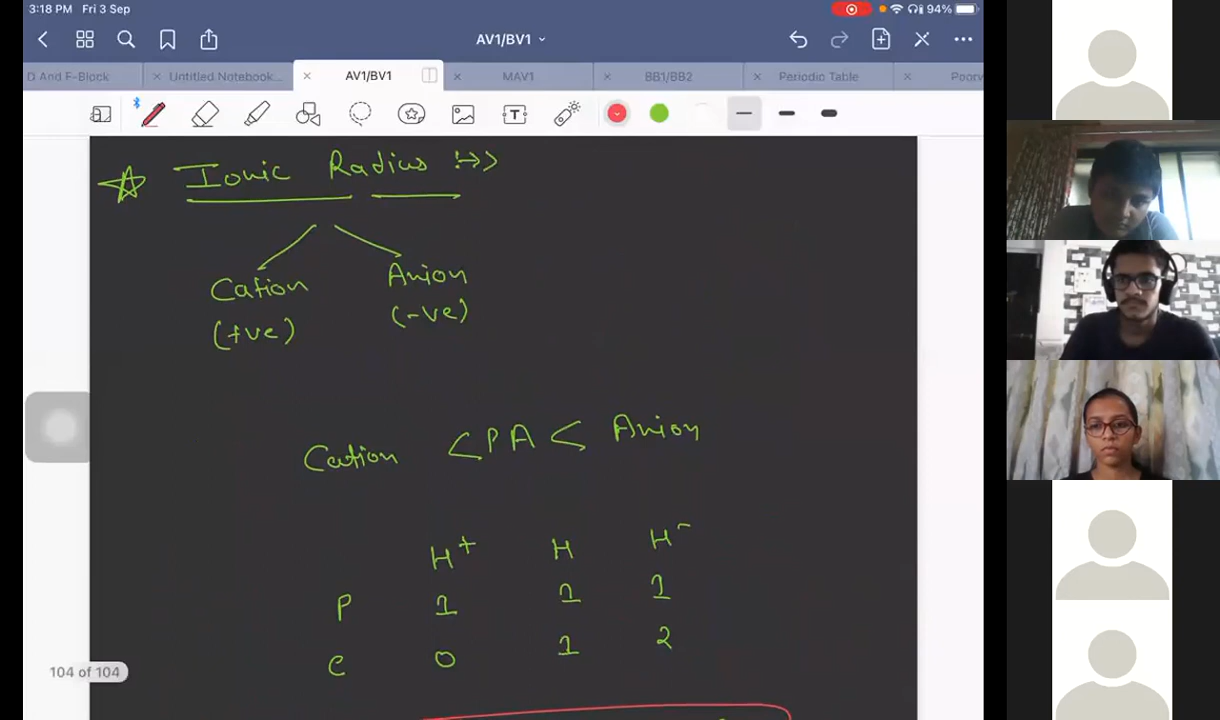 3:18 PM Fri 3 Sep
94%
AV1/BV1
D And F-Block
Untitled Notebook...
AV1/BV1
MAV1
BB1/BB2
Periodic Table
Poorv
Ionic Radius
Cation Anion
(+ve) (-ve)
Cation < PA < Anion
H+ H H-
P 1 1 1
e 0 1 2
104 of 104